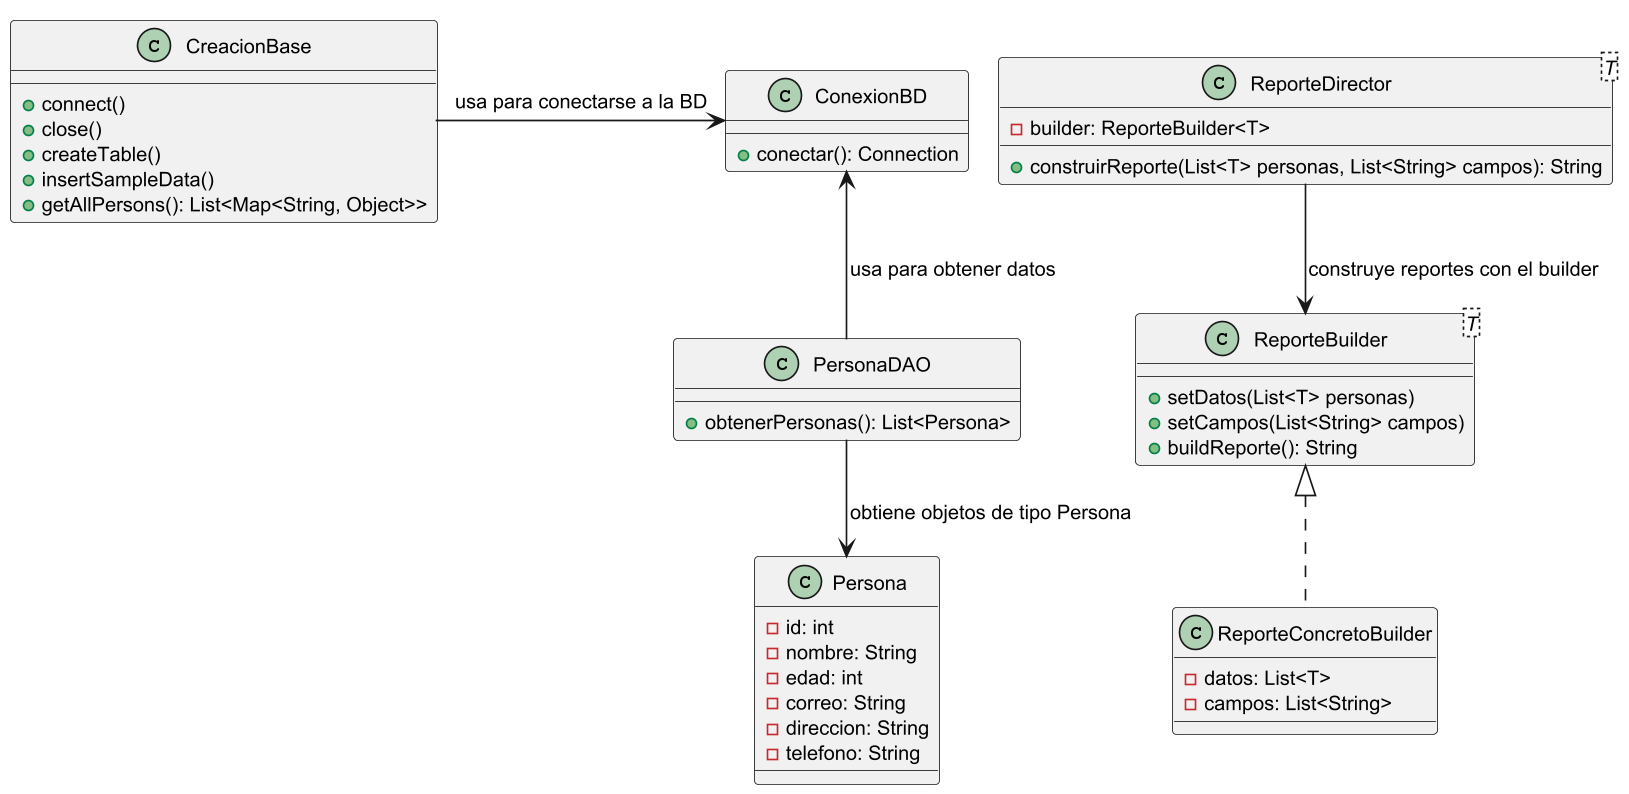 C CreacionBase
connect()
close()
createTable()
insertSampleData()
getAllPersons(): List<Map<String, Object>>
usa para conectarse a la BD
C ConexionBD
conectar(): Connection
C ReporteDirector
T
builder: ReporteBuilder<T>
construirReporte(List<T> personas, List<String> campos): String
usa para obtener datos
construye reportes con el builder
C PersonaDAO
obtenerPersonas(): List<Persona>
C ReporteBuilder
T
setDatos(List<T> personas)
setCampos(List<String> campos)
buildReporte(): String
obtiene objetos de tipo Persona
C Persona
id: int
nombre: String
edad: int
correo: String
direccion: String
telefono: String
C ReporteConcretoBuilder
datos: List<T>
campos: List<String>